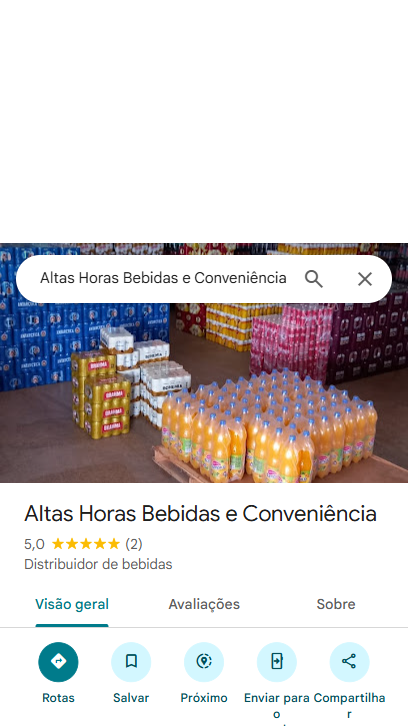 Altas Horas Bebidas e Conveniência
Altas Horas Bebidas e Conveniência
5,0 ★★★★★ (2)
Distribuidor de bebidas
Visão geral
Avaliações
Sobre
Rotas
Salvar
Próximo
Enviar para
o
Compartilha
r